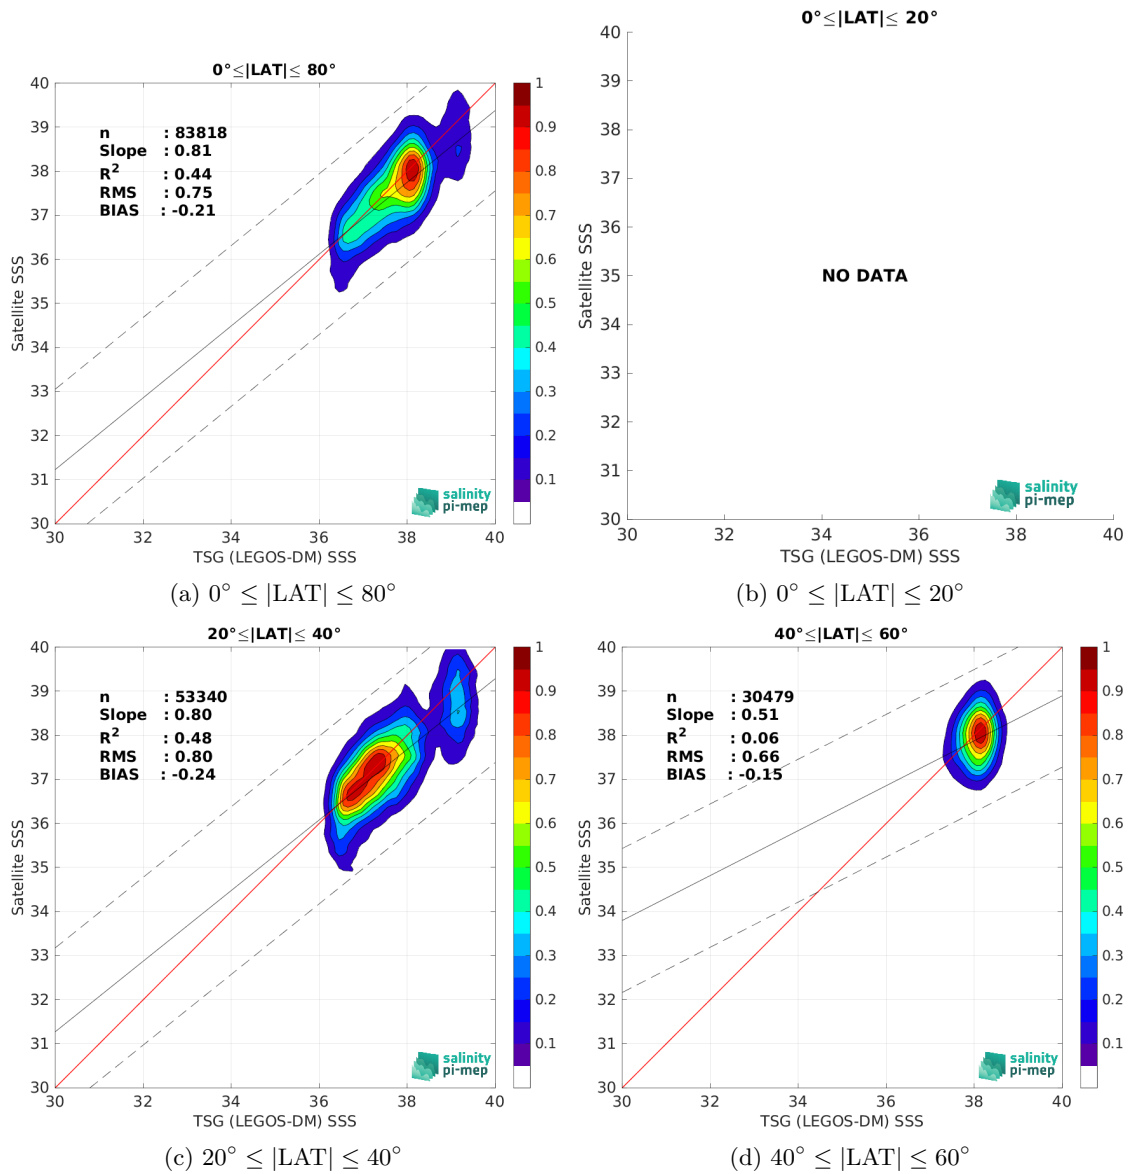 0°≤|LAT|≤ 80°
40
39
38
37
36
35
34
33
32
31
30
Satellite SSS
n : 83818
Slope : 0.81
R² : 0.44
RMS : 0.75
BIAS : -0.21
salinity
pi-mep
30 32 34 36 38 40
TSG (LEGOS-DM) SSS
1
0.9
0.8
0.7
0.6
0.5
0.4
0.3
0.2
0.1
(a) 0° ≤ |LAT| ≤ 80°
0°≤|LAT|≤ 20°
40
39
38
37
36
35
34
33
32
31
30
Satellite SSS
NO DATA
salinity
pi-mep
30 32 34 36 38 40
TSG (LEGOS-DM) SSS
(b) 0° ≤ |LAT| ≤ 20°
20°≤|LAT|≤ 40°
40
39
38
37
36
35
34
33
32
31
30
Satellite SSS
n : 53340
Slope : 0.80
R² : 0.48
RMS : 0.80
BIAS : -0.24
salinity
pi-mep
30 32 34 36 38 40
TSG (LEGOS-DM) SSS
1
0.9
0.8
0.7
0.6
0.5
0.4
0.3
0.2
0.1
(c) 20° ≤ |LAT| ≤ 40°
40°≤|LAT|≤ 60°
40
39
38
37
36
35
34
33
32
31
30
Satellite SSS
n : 30479
Slope : 0.51
R² : 0.06
RMS : 0.66
BIAS : -0.15
salinity
pi-mep
30 32 34 36 38 40
TSG (LEGOS-DM) SSS
1
0.9
0.8
0.7
0.6
0.5
0.4
0.3
0.2
0.1
(d) 40° ≤ |LAT| ≤ 60°